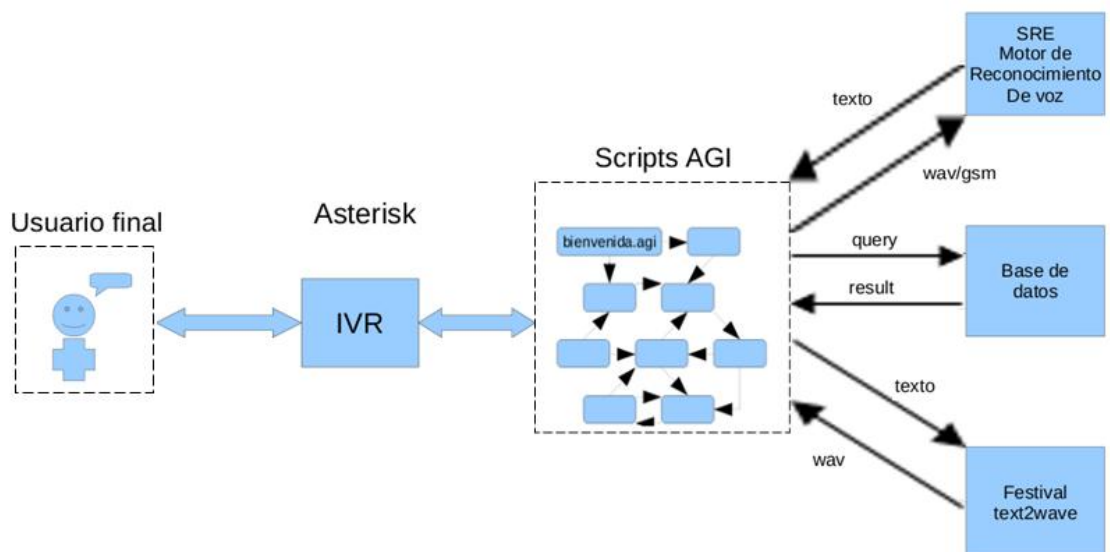 Usuario final
Asterisk
IVR
Scripts AGI
bienvenida.agi
texto
wav/gsm
query
result
texto
wav
SRE
Motor de
Reconocimiento
De voz
Base de
datos
Festival
text2wave